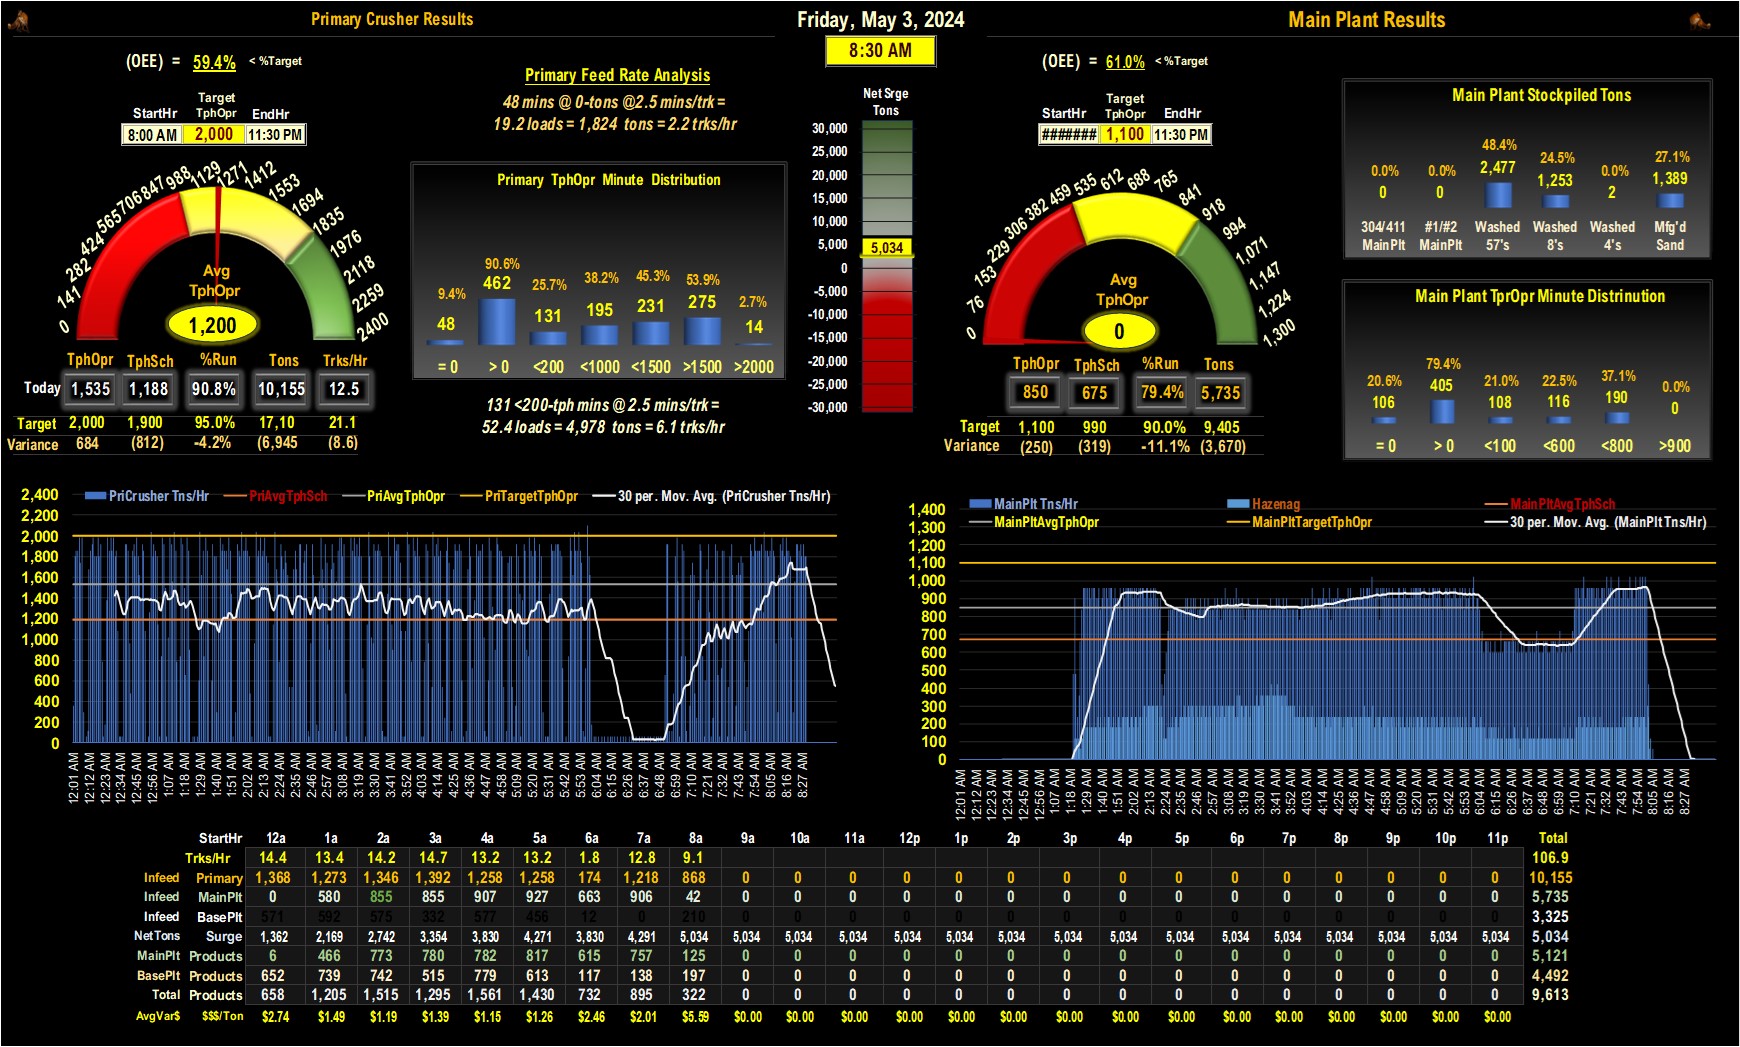 Primary Crusher Results
Friday, May 3, 2024
Main Plant Results
8:30 AM
(OEE) = 59.4% < %Target
Target
StartHr TphOpr EndHr
8:00 AM 2,000 11:30 PM
0 141 282 424 565 706 847 988 1129 1271 1412 1553 1694 1835 1976 2118 2259 2400
Avg
TphOpr
1,200
TphOpr TphSch %Run Tons Trks/Hr
Today 1,535 1,188 90.8% 10,155 12.5
Target 2,000 1,900 95.0% 17,10 21.1
Variance 684 (812) -4.2% (6,945 (8.6)
Primary Feed Rate Analysis
48 mins @ 0-tons @2.5 mins/trk =
19.2 loads = 1,824 tons = 2.2 trks/hr
Primary TphOpr Minute Distribution
9.4% 90.6% 25.7% 38.2% 45.3% 53.9% 2.7%
48 462 131 195 231 275 14
= 0 > 0 <200 <1000 <1500 >1500 >2000
131 <200-tph mins @ 2.5 mins/trk =
52.4 loads = 4,978 tons = 6.1 trks/hr
Net Srge
Tons
30,000
25,000
20,000
15,000
10,000
5,000
5,034
0
-5,000
-10,000
-15,000
-20,000
-25,000
-30,000
(OEE) = 61.0% < %Target
Target
StartHr TphOpr EndHr
####### 1,100 11:30 PM
0 76 153 229 306 382 459 535 612 688 765 841 918 994 1,071 1,147 1,224 1,300
Avg
TphOpr
0
TphOpr TphSch %Run Tons
850 675 79.4% 5,735
Target 1,100 990 90.0% 9,405
Variance (250) (319) -11.1% (3,670)
Main Plant Stockpiled Tons
0.0% 0.0% 48.4% 24.5% 0.0% 27.1%
0 0 2,477 1,253 2 1,389
304/411 #1/#2 Washed Washed Washed Mfg'd
MainPlt MainPlt 57's 8's 4's Sand
Main Plant TprOpr Minute Distrinution
20.6% 79.4% 21.0% 22.5% 37.1% 0.0%
106 405 108 116 190 0
= 0 > 0 <100 <600 <800 >900
PriCrusher Tns/Hr PriAvgTphSch PriAvgTphOpr PriTargetTphOpr 30 per. Mov. Avg. (PriCrusher Tns/Hr)
2,400
2,200
2,000
1,800
1,600
1,400
1,200
1,000
800
600
400
200
0
12:01 AM 12:12 AM 12:23 AM 12:34 AM 12:45 AM 12:56 AM 1:07 AM 1:18 AM 1:29 AM 1:40 AM 1:51 AM 2:02 AM 2:13 AM 2:24 AM 2:35 AM 2:46 AM 2:57 AM 3:08 AM 3:19 AM 3:30 AM 3:41 AM 3:52 AM 4:03 AM 4:14 AM 4:25 AM 4:36 AM 4:47 AM 4:58 AM 5:09 AM 5:20 AM 5:31 AM 5:42 AM 5:53 AM 6:04 AM 6:15 AM 6:26 AM 6:37 AM 6:48 AM 6:59 AM 7:10 AM 7:21 AM 7:32 AM 7:43 AM 7:54 AM 8:05 AM 8:16 AM 8:27 AM
MainPlt Tns/Hr Hazenag MainPltAvgTphSch
MainPltAvgTphOpr MainPltTargetTphOpr 30 per. Mov. Avg. (MainPlt Tns/Hr)
1,400
1,300
1,200
1,100
1,000
900
800
700
600
500
400
300
200
100
0
12:01 AM 12:12 AM 12:23 AM 12:34 AM 12:45 AM 12:56 AM 1:07 AM 1:18 AM 1:29 AM 1:40 AM 1:51 AM 2:02 AM 2:13 AM 2:24 AM 2:35 AM 2:46 AM 2:57 AM 3:08 AM 3:19 AM 3:30 AM 3:41 AM 3:52 AM 4:03 AM 4:14 AM 4:25 AM 4:36 AM 4:47 AM 4:58 AM 5:09 AM 5:20 AM 5:31 AM 5:42 AM 5:53 AM 6:04 AM 6:15 AM 6:26 AM 6:37 AM 6:48 AM 6:59 AM 7:10 AM 7:21 AM 7:32 AM 7:43 AM 7:54 AM 8:05 AM 8:16 AM 8:27 AM
StartHr 12a 1a 2a 3a 4a 5a 6a 7a 8a 9a 10a 11a 12p 1p 2p 3p 4p 5p 6p 7p 8p 9p 10p 11p Total
Trks/Hr 14.4 13.4 14.2 14.7 13.2 13.2 1.8 12.8 9.1 106.9
Infeed Primary 1,368 1,273 1,346 1,392 1,258 1,258 174 1,218 868 0 0 0 0 0 0 0 0 0 0 0 0 0 0 0 10,155
Infeed MainPlt 0 580 855 855 907 927 663 906 42 0 0 0 0 0 0 0 0 0 0 0 0 0 0 0 5,735
Infeed BasePlt 571 592 575 332 577 456 12 0 210 0 0 0 0 0 0 0 0 0 0 0 0 0 0 0 3,325
NetTons Surge 1,362 2,169 2,742 3,354 3,830 4,271 3,830 4,291 5,034 5,034 5,034 5,034 5,034 5,034 5,034 5,034 5,034 5,034 5,034 5,034 5,034 5,034 5,034 5,034 5,034
MainPlt Products 6 466 773 780 782 817 615 757 125 0 0 0 0 0 0 0 0 0 0 0 0 0 0 0 5,121
BasePlt Products 652 739 742 515 779 613 117 138 197 0 0 0 0 0 0 0 0 0 0 0 0 0 0 0 4,492
Total Products 658 1,205 1,515 1,295 1,561 1,430 732 895 322 0 0 0 0 0 0 0 0 0 0 0 0 0 0 0 9,613
AvgVar$ $$$/Ton $2.74 $1.49 $1.19 $1.39 $1.15 $1.26 $2.46 $2.01 $5.59 $0.00 $0.00 $0.00 $0.00 $0.00 $0.00 $0.00 $0.00 $0.00 $0.00 $0.00 $0.00 $0.00 $0.00 $0.00